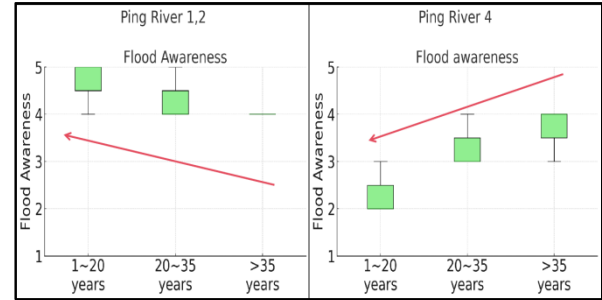 Ping River 1,2
Flood Awareness
Flood Awareness
5
4
3
2
1
1~20
years
20~35
years
>35
years
Ping River 4
Flood awareness
Flood Awareness
5
4
3
2
1
1~20
years
20~35
years
>35
years